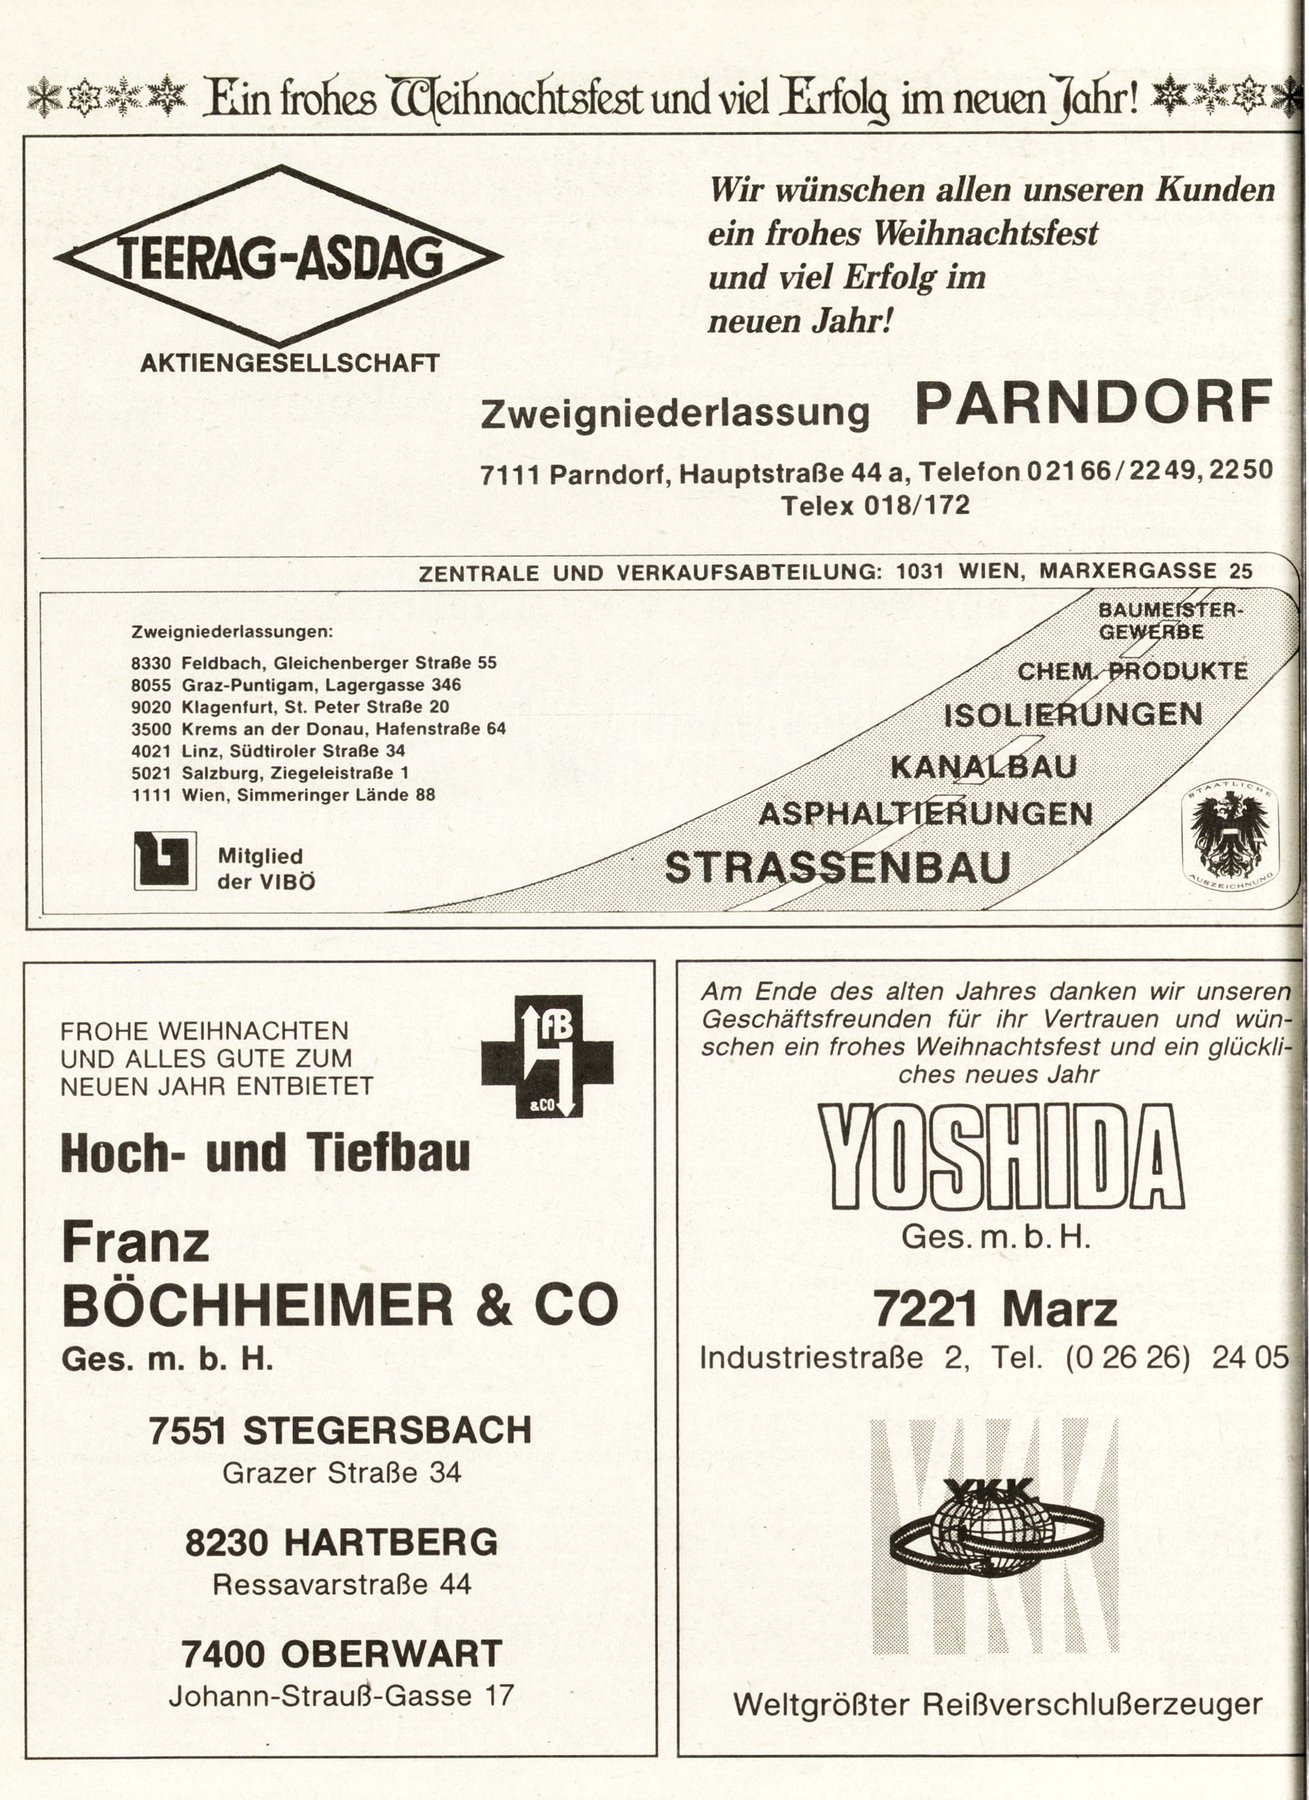 Ein frohes Weihnachtsfest und viel Erfolg im neuen Jahr!
TEERAG-ASDAG
AKTIENGESELLSCHAFT
Wir wünschen allen unseren Kunden
ein frohes Weihnachtsfest
und viel Erfolg im
neuen Jahr!
Zweigniederlassung PARNDORF
7111 Parndorf, Hauptstraße 44 a, Telefon 0 21 66 / 22 49, 22 50
Telex 018/172
ZENTRALE UND VERKAUFSABTEILUNG: 1031 WIEN, MARXERGASSE 25
Zweigniederlassungen:
8330 Feldbach, Gleichenberger Straße 55
8055 Graz-Puntigam, Lagergasse 346
9020 Klagenfurt, St. Peter Straße 20
3500 Krems an der Donau, Hafenstraße 64
4021 Linz, Südtiroler Straße 34
5021 Salzburg, Ziegeleistraße 1
1111 Wien, Simmeringer Lände 88
Mitglied
der VIBÖ
BAUMEISTER-
GEWERBE
CHEM. PRODUKTE
ISOLIERUNGEN
KANALBAU
ASPHALTIERUNGEN
STRASSENBAU
STAATLICHE
AUSZEICHNUNG
FROHE WEIHNACHTEN
UND ALLES GUTE ZUM
NEUEN JAHR ENTBIETET
fB
&CO
Hoch- und Tiefbau
Franz
BÖCHHEIMER & CO
Ges. m. b. H.
7551 STEGERSBACH
Grazer Straße 34
8230 HARTBERG
Ressavarstraße 44
7400 OBERWART
Johann-Strauß-Gasse 17
Am Ende des alten Jahres danken wir unseren
Geschäftsfreunden für ihr Vertrauen und wün-
schen ein frohes Weihnachtsfest und ein glückli-
ches neues Jahr
YOSHIDA
Ges. m. b. H.
7221 Marz
Industriestraße 2, Tel. (0 26 26) 24 05
YKK
Y.K.K.
Weltgrößter Reißverschlußerzeuger